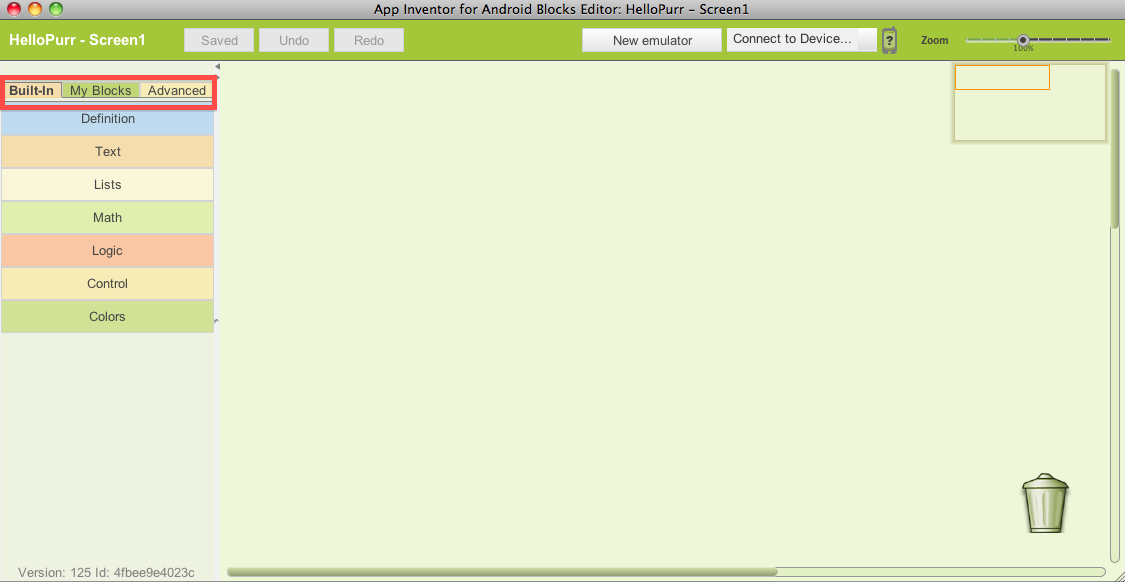 App Inventor for Android Blocks Editor: HelloPurr – Screen1
HelloPurr - Screen1 Saved Undo Redo New emulator Connect to Device... ? Zoom 100%
Built-In My Blocks Advanced
Definition
Text
Lists
Math
Logic
Control
Colors
Version: 125 Id: 4fbee9e4023c